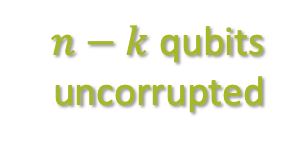 n − k qubits
uncorrupted